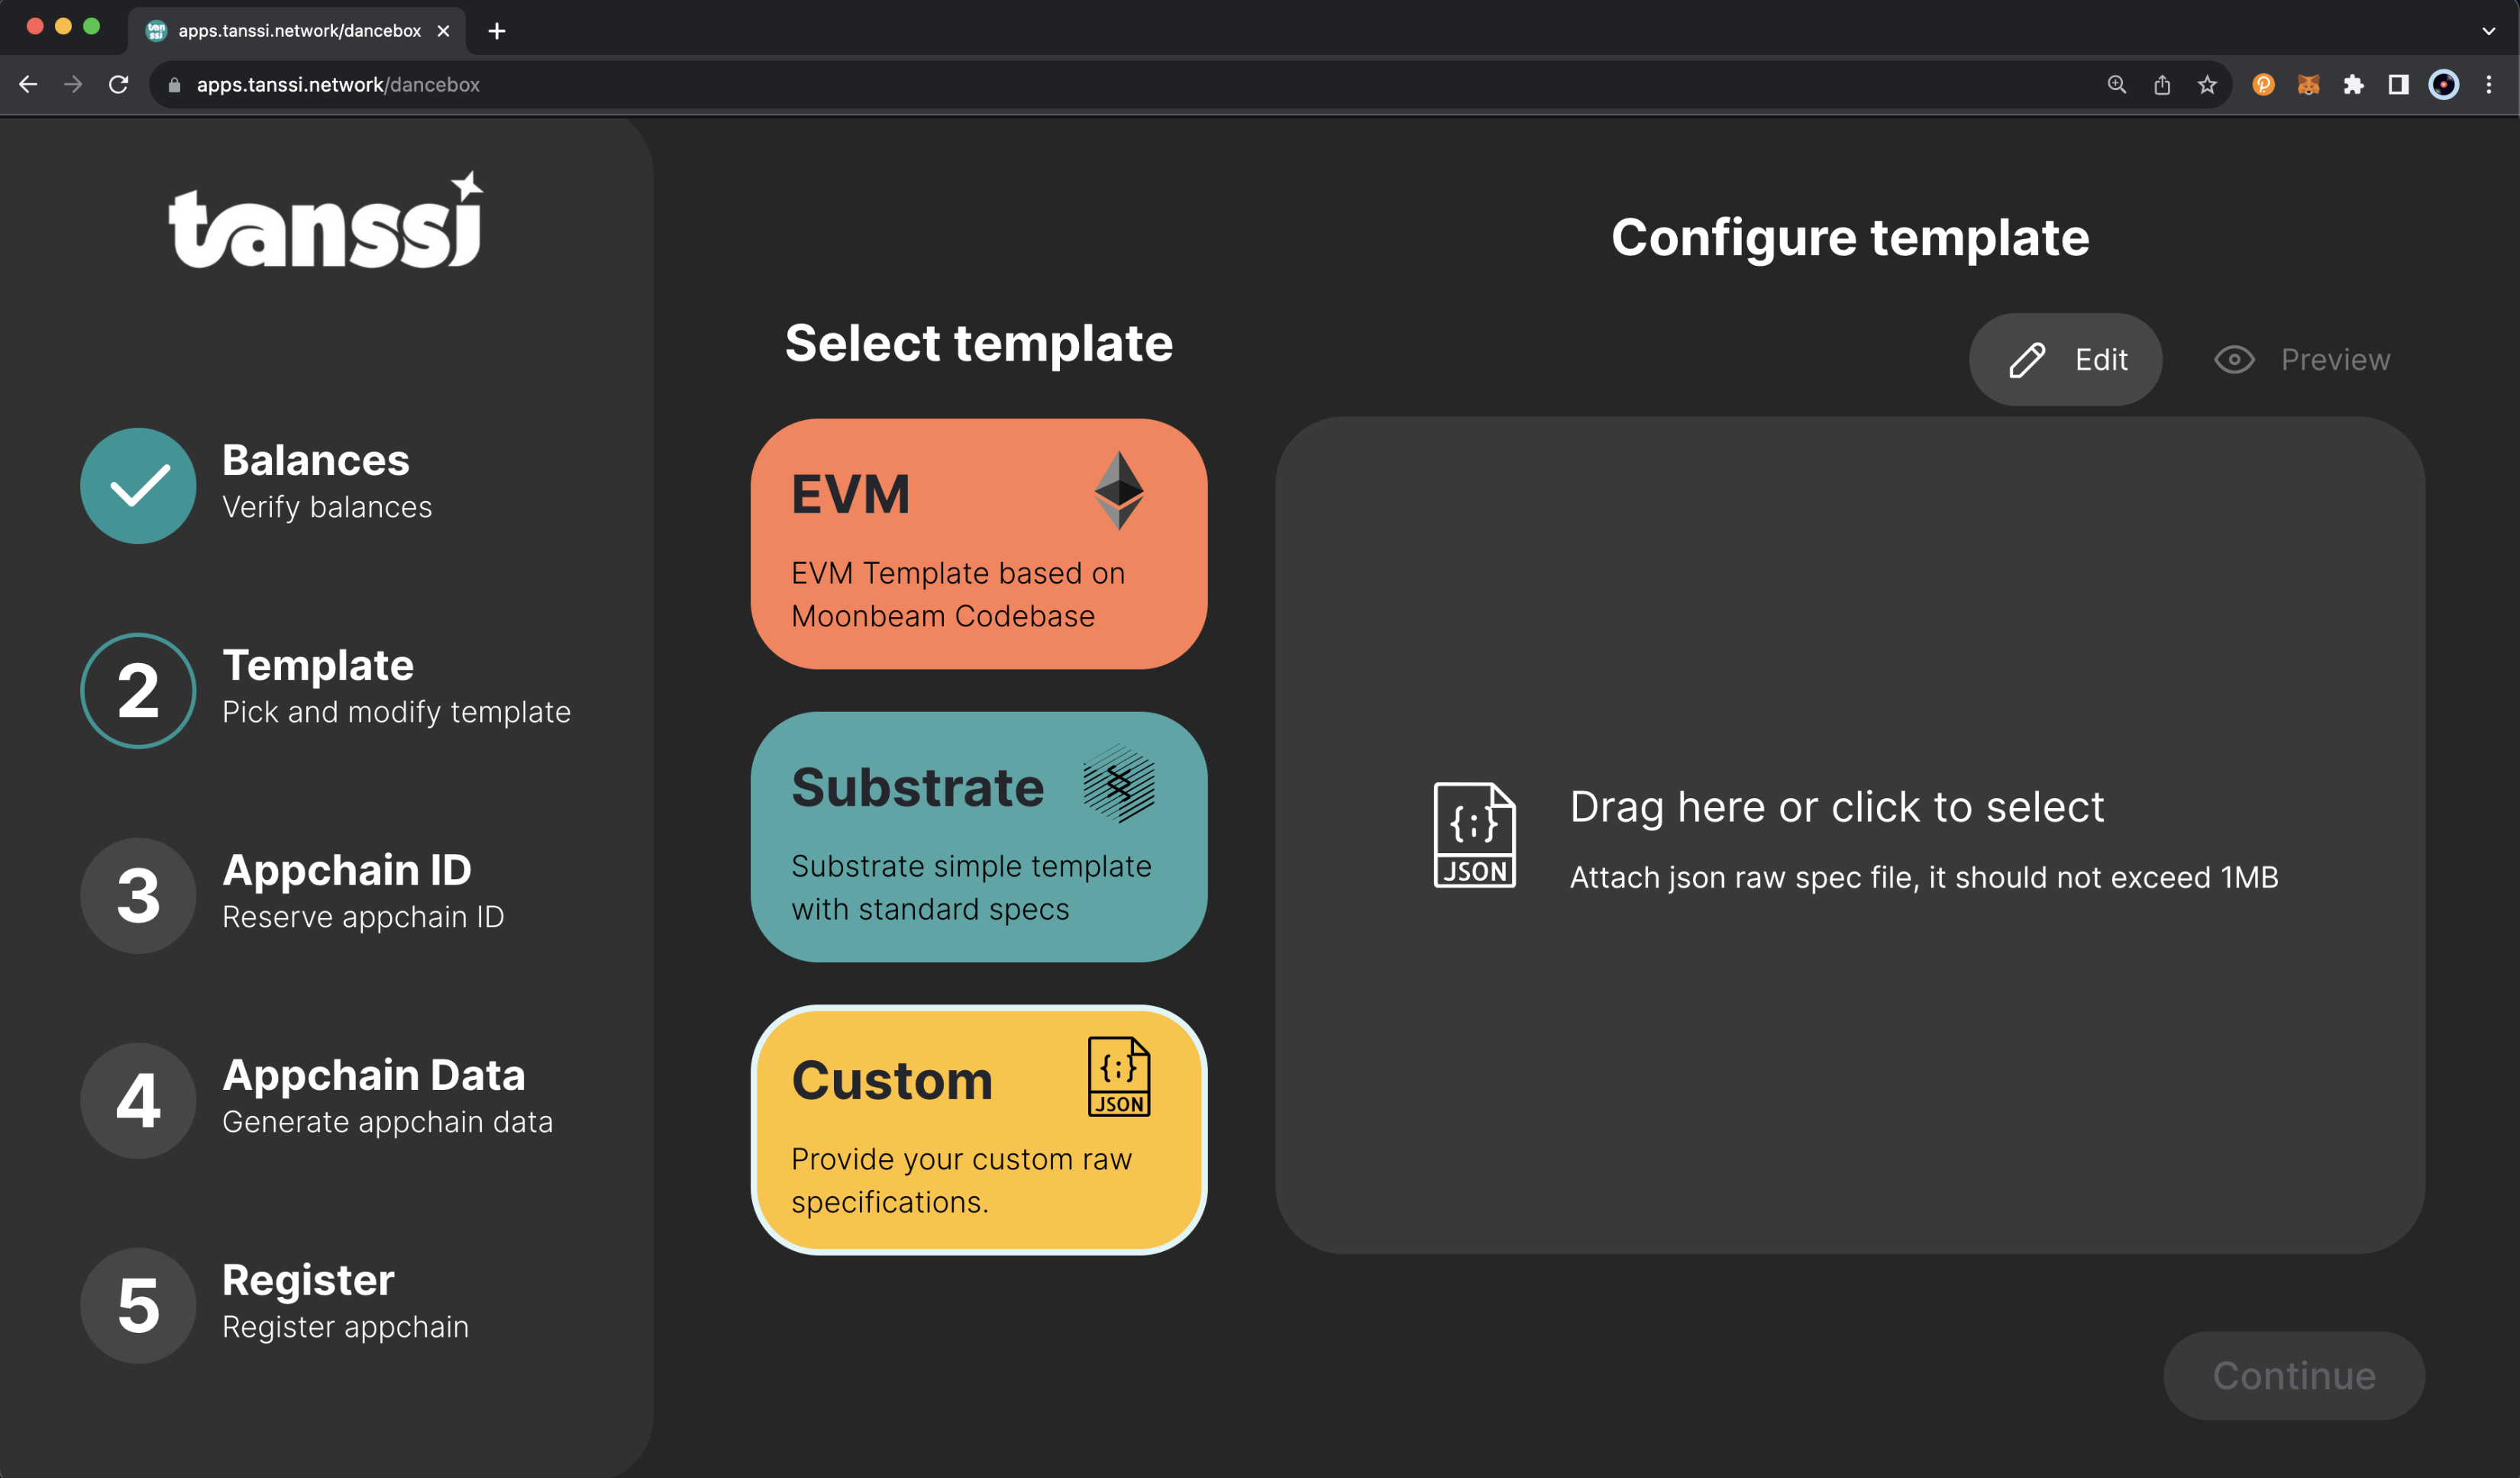 apps.tanssi.network/dancebox
apps.tanssi.network/dancebox
tanssi
Balances
Verify balances
2
Template
Pick and modify template
3
Appchain ID
Reserve appchain ID
4
Appchain Data
Generate appchain data
5
Register
Register appchain
Select template
EVM
EVM Template based on
Moonbeam Codebase
Substrate
Substrate simple template
with standard specs
Custom
{;}
JSON
Provide your custom raw
specifications.
Configure template
Edit
Preview
{;}
JSON
Drag here or click to select
Attach json raw spec file, it should not exceed 1MB
Continue